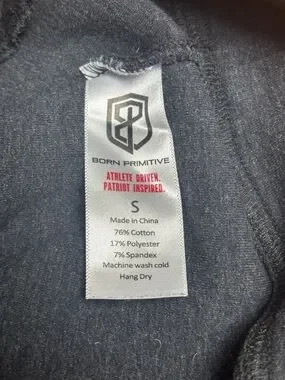 BORN PRIMITIVE
ATHLETE DRIVEN.
PATRIOT INSPIRED.
S
Made in China
76% Cotton
17% Polyester
7% Spandex
Machine wash cold
Hang Dry